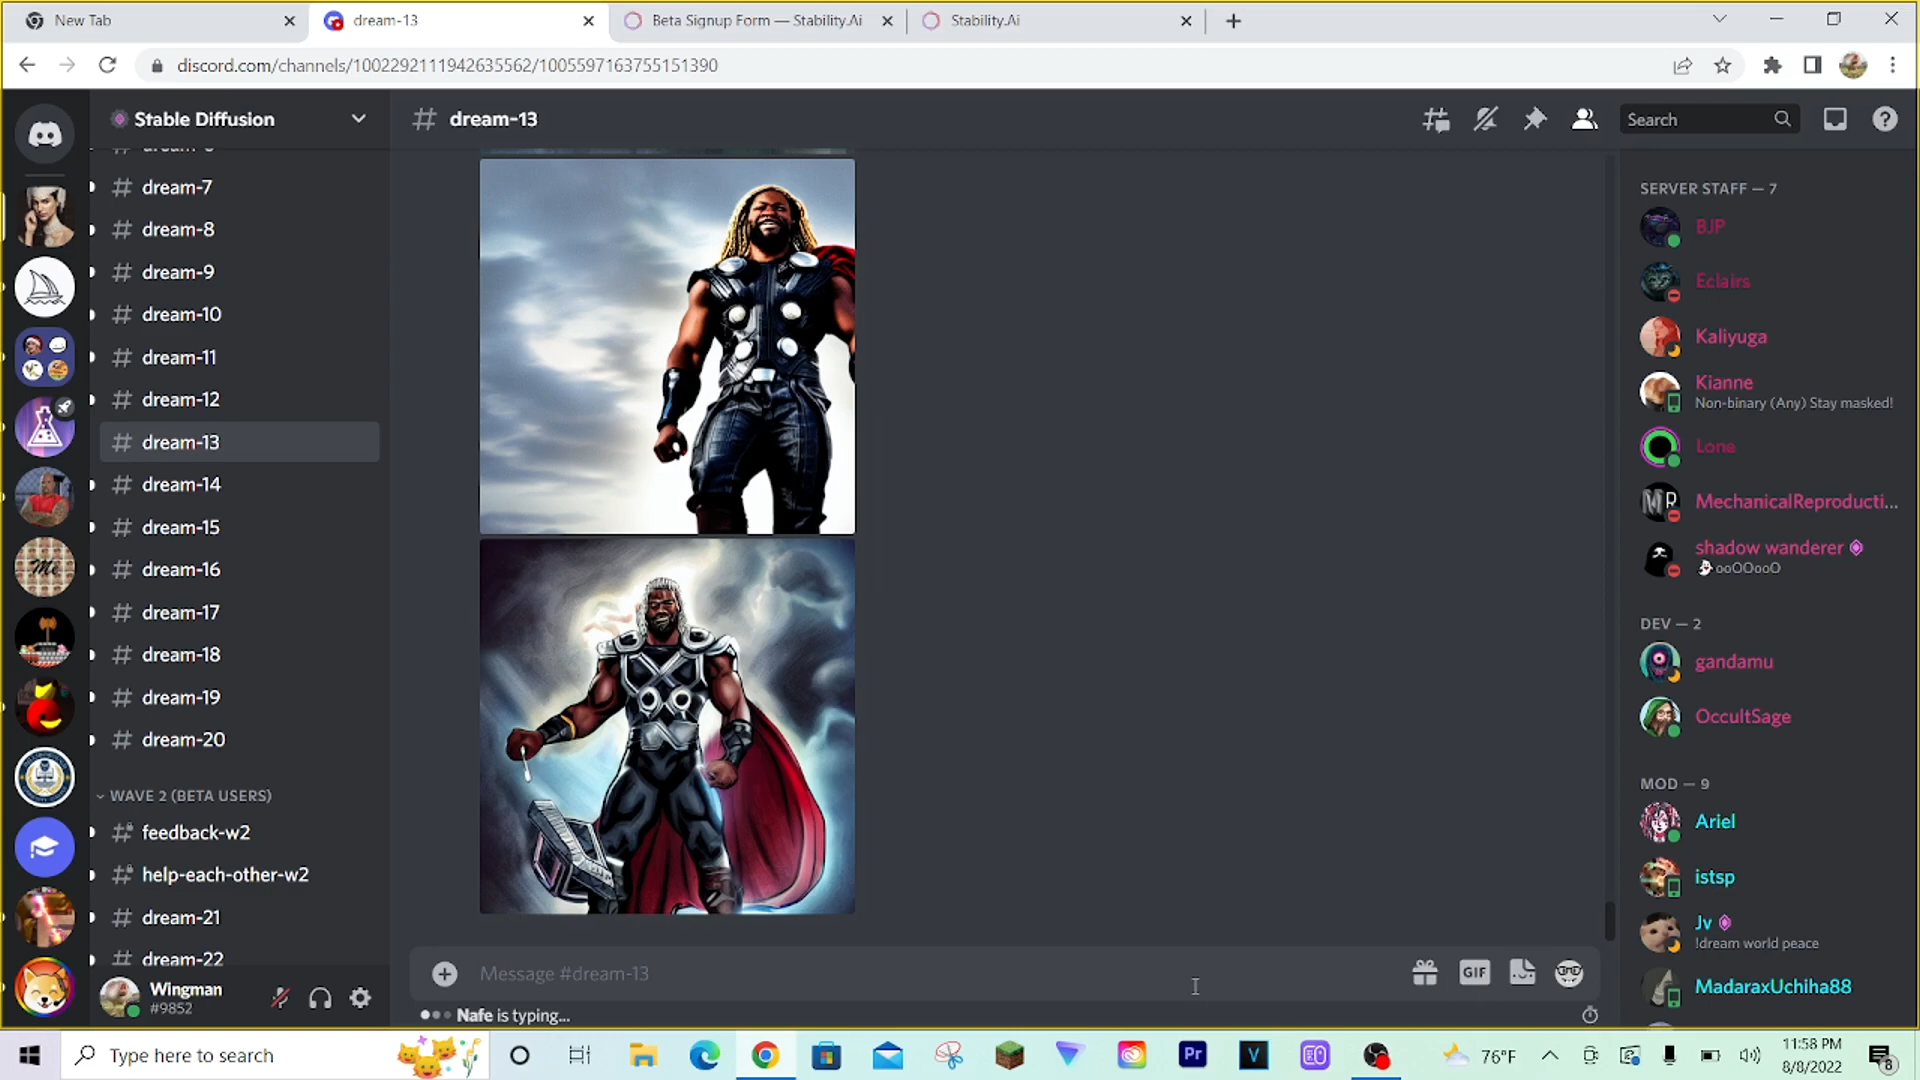 New Tab
dream-13
Beta Signup Form — Stability.Ai
Stability.Ai
discord.com/channels/1002292111942635562/1005597163755151390
Stable Diffusion
dream-13
Search
dream-7
dream-8
dream-9
dream-10
dream-11
dream-12
dream-13
dream-14
dream-15
dream-16
dream-17
dream-18
dream-19
dream-20
WAVE 2 (BETA USERS)
feedback-w2
help-each-other-w2
dream-21
dream-22
Wingman
#9852
Message #dream-13
GIF
Nafe is typing...
SERVER STAFF — 7
BJP
Eclairs
Kaliyuga
Kianne
Non-binary (Any) Stay masked!
Lone
MR
MechanicalReproducti...
shadow wanderer
ooOOooO
DEV — 2
gandamu
OccultSage
MOD — 9
Ariel
istsp
Jv
!dream world peace
MadaraxUchiha88
Me
Type here to search
Pr
V
76°F
11:58 PM
8/8/2022
8